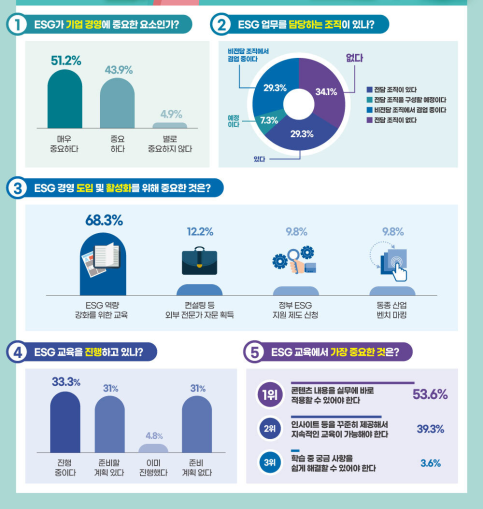 1 ESG가 기업 경영에 중요한 요소인가?
51.2%
43.9%
4.9%
매우
중요하다
중요
하다
별로
중요하지 않다
2 ESG 업무를 담당하는 조직이 있나?
비전담 조직에서
겸업 중이다
없다
29.3%
34.1%
예정
이다
7.3%
29.3%
있다
전담 조직이 있다
전담 조직을 구성할 예정이다
비전담 조직에서 겸업 중이다
전담 조직이 없다
3 ESG 경영 도입 및 활성화를 위해 중요한 것은?
68.3%
12.2%
9.8%
9.8%
ESG 역량
강화를 위한 교육
컨설팅 등
외부 전문가 자문 획득
정부 ESG
지원 제도 신청
동종 산업
벤치 마킹
4 ESG 교육을 진행하고 있나?
33.3%
31%
4.8%
31%
진행
중이다
준비할
계획 있다
이미
진행했다
준비
계획 없다
5 ESG 교육에서 가장 중요한 것은?
1위 콘텐츠 내용을 실무에 바로
적용할 수 있어야 한다
53.6%
2위 인사이트 등을 꾸준히 제공해서
지속적인 교육이 가능해야 한다
39.3%
3위 학습 중 궁금 사항을
쉽게 해결할 수 있어야 한다
3.6%